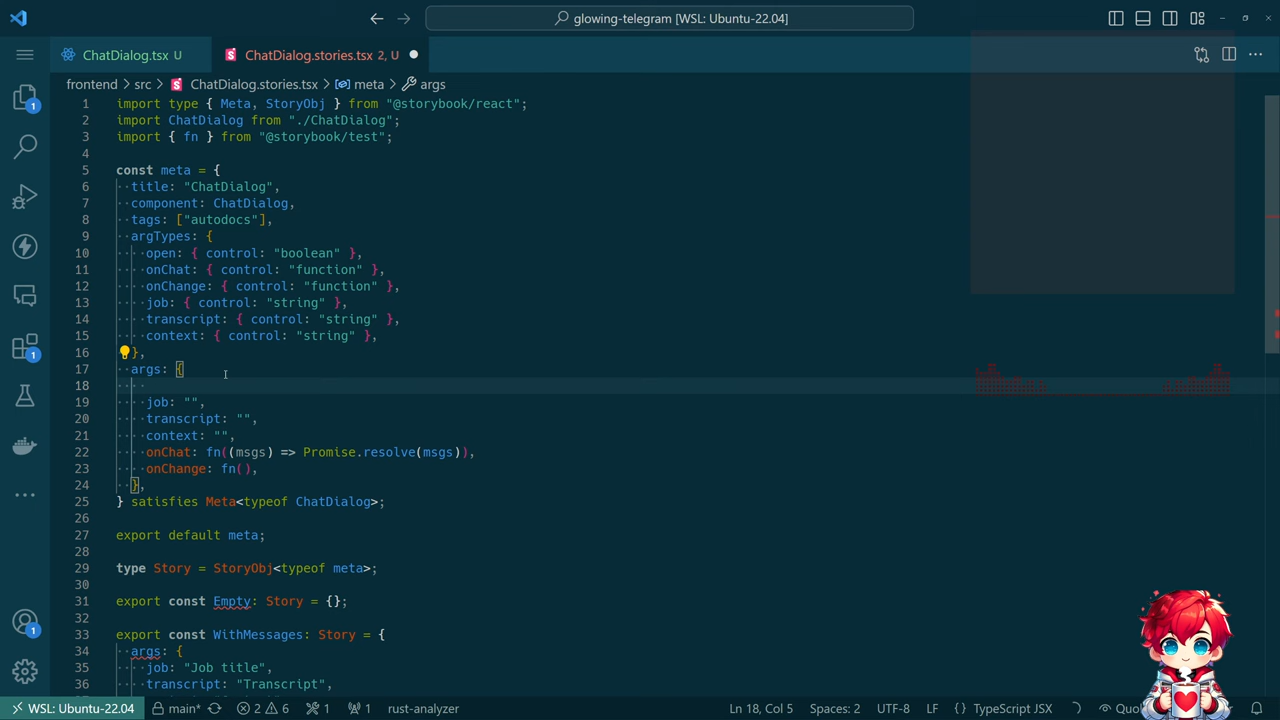 glowing-telegram [WSL: Ubuntu-22.04]
ChatDialog.tsx U
ChatDialog.stories.tsx 2, U
frontend > src > ChatDialog.stories.tsx > meta > args
1 import type { Meta, StoryObj } from "@storybook/react";
2 import ChatDialog from "./ChatDialog";
3 import { fn } from "@storybook/test";
4
5 const meta = {
6 title: "ChatDialog",
7 component: ChatDialog,
8 tags: ["autodocs"],
9 argTypes: {
10 open: { control: "boolean" },
11 onChat: { control: "function" },
12 onChange: { control: "function" },
13 job: { control: "string" },
14 transcript: { control: "string" },
15 context: { control: "string" },
16 },
17 args: {
18
19 job: "",
20 transcript: "",
21 context: "",
22 onChat: fn((msgs) => Promise.resolve(msgs)),
23 onChange: fn(),
24 },
25 } satisfies Meta<typeof ChatDialog>;
26
27 export default meta;
28
29 type Story = StoryObj<typeof meta>;
30
31 export const Empty: Story = {};
32
33 export const WithMessages: Story = {
34 args: {
35 job: "Job title",
36 transcript: "Transcript",
1
1
1
WSL: Ubuntu-22.04 main* 2 6 1 1 rust-analyzer Ln 18, Col 5 Spaces: 2 UTF-8 LF { } TypeScript JSX